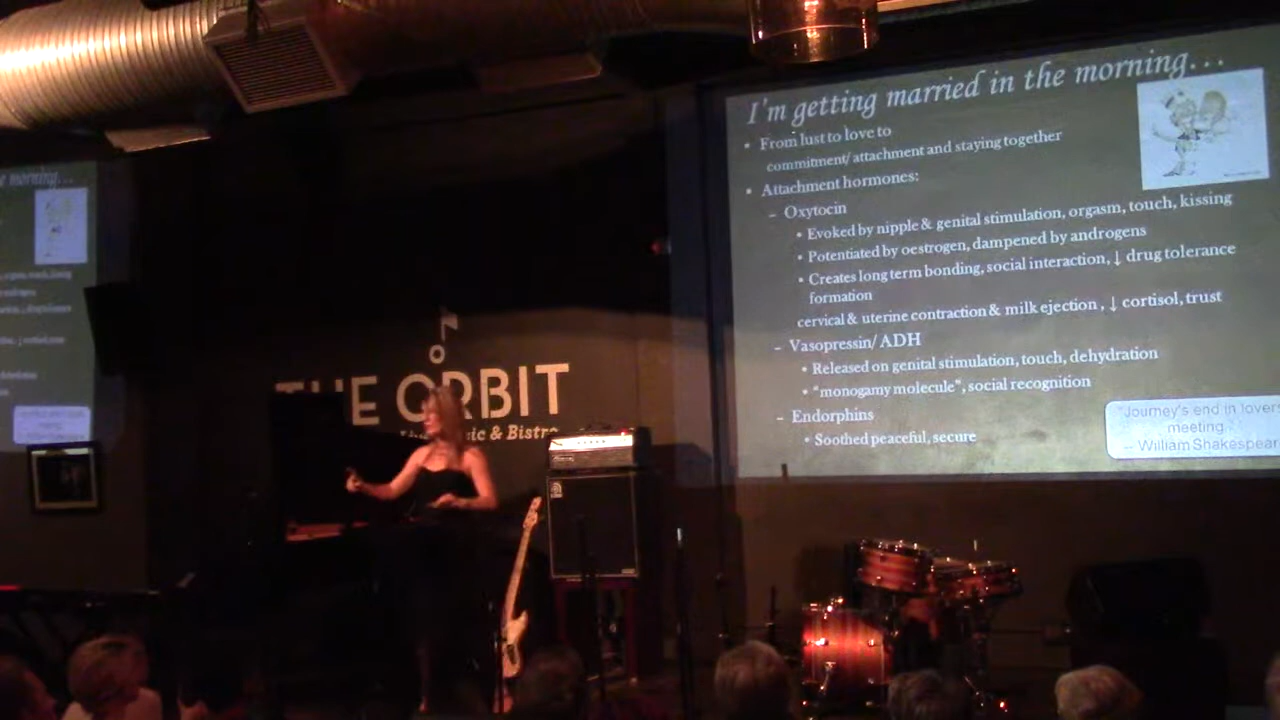 I'm getting married in the morning...
• From lust to love to
commitment/ attachment and staying together
• Attachment hormones:
– Oxytocin
• Evoked by nipple & genital stimulation, orgasm, touch, kissing
• Potentiated by oestrogen, dampened by androgens
• Creates long term bonding, social interaction, ↓ drug tolerance
formation
cervical & uterine contraction & milk ejection , ↓ cortisol, trust
– Vasopressin/ ADH
• Released on genital stimulation, touch, dehydration
• "monogamy molecule", social recognition
– Endorphins
• Soothed peaceful, secure
"Journey's end in lovers
meeting."
– William Shakespear
THE ORBIT
& Bistro
morning...